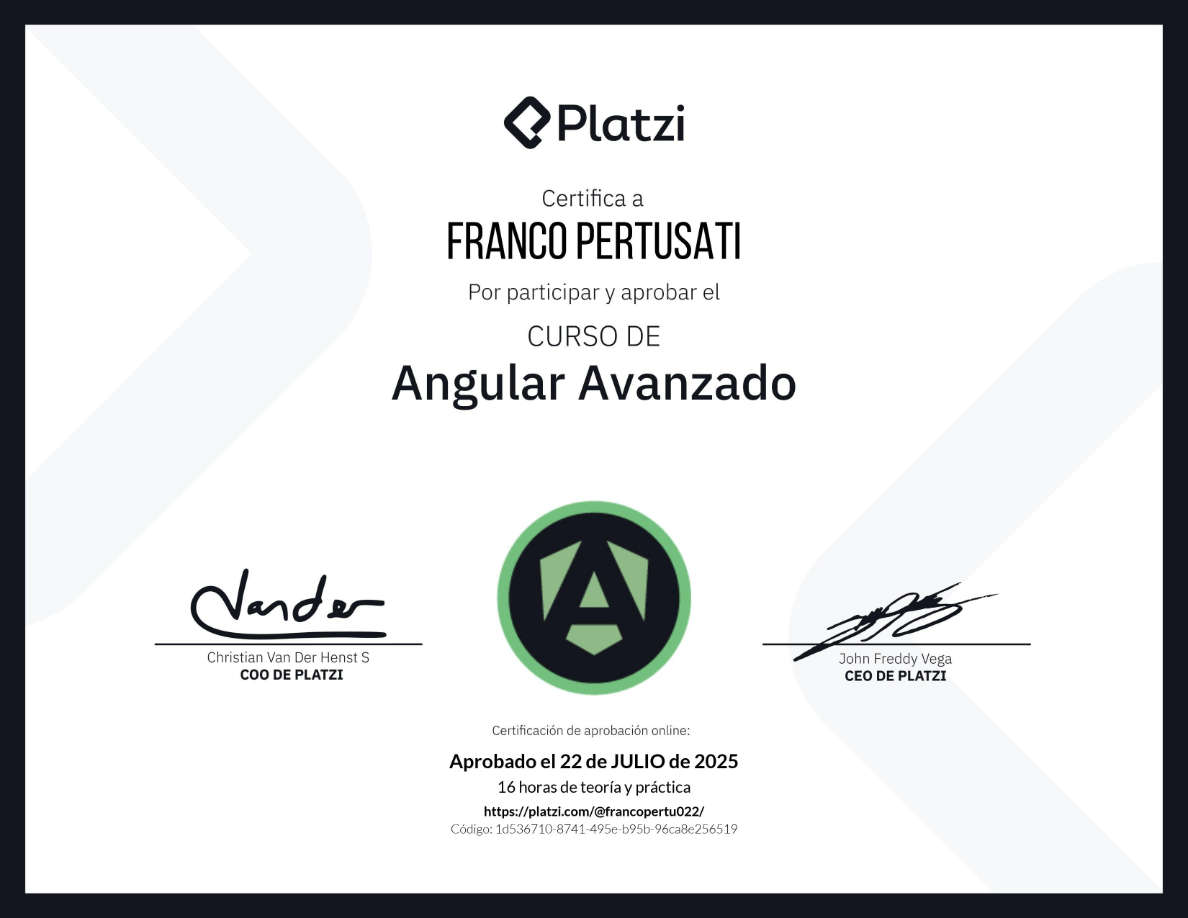 Platzi
Certifica a
FRANCO PERTUSATI
Por participar y aprobar el
CURSO DE
Angular Avanzado
Vander
Christian Van Der Henst S
COO DE PLATZI
John Freddy Vega
CEO DE PLATZI
Certificación de aprobación online:
Aprobado el 22 de JULIO de 2025
16 horas de teoría y práctica
https://platzi.com/@francopertu022/
Código: 1d536710-8741-495e-b95b-96ca8e256519